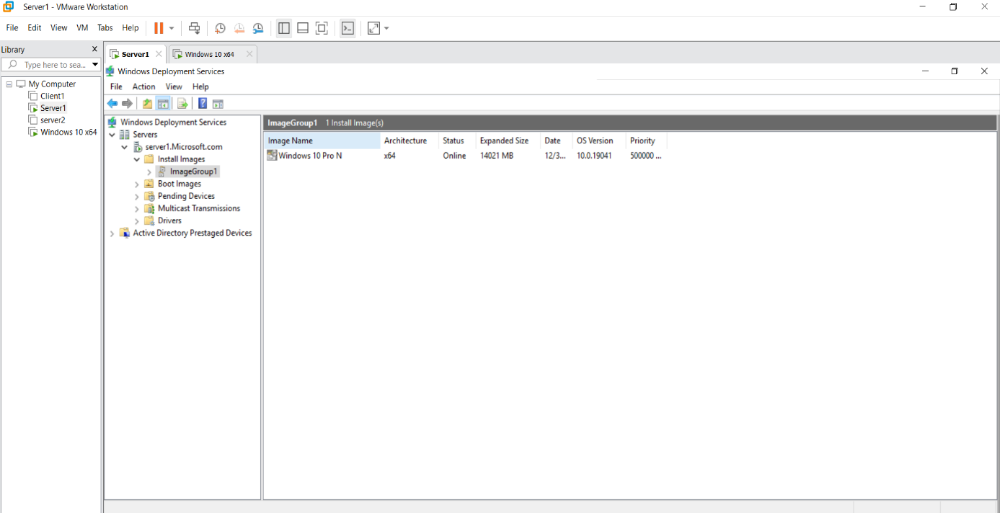 Server1 - VMware Workstation
File Edit View VM Tabs Help
Library
Type here to sea...
My Computer
Client1
Server1
server2
Windows 10 x64
Server1 Windows 10 x64
Windows Deployment Services
File Action View Help
Windows Deployment Services
Servers
server1.Microsoft.com
Install Images
ImageGroup1
Boot Images
Pending Devices
Multicast Transmissions
Drivers
Active Directory Prestaged Devices
ImageGroup1 1 Install Image(s)
Image Name Architecture Status Expanded Size Date OS Version Priority
Windows 10 Pro N x64 Online 14021 MB 12/3... 10.0.19041 500000 ...